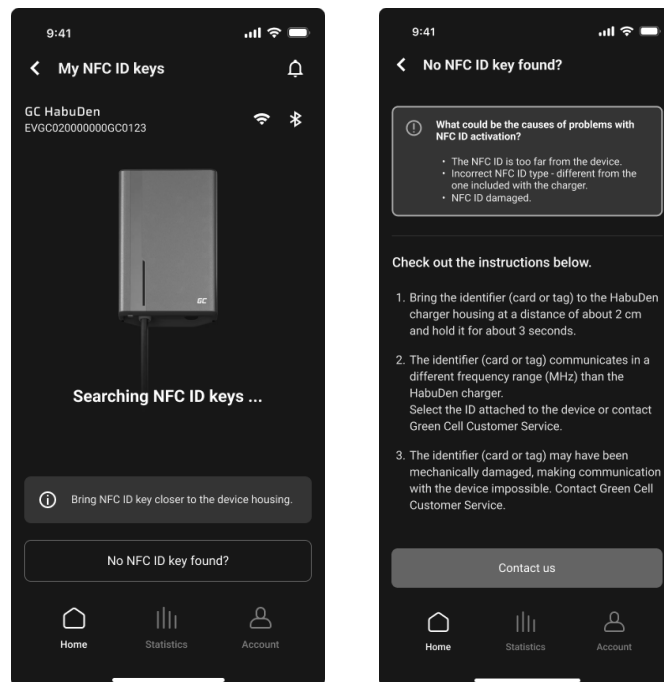 9:41
My NFC ID keys
GC HabuDen
EVGC020000000GC0123
GC
Searching NFC ID keys ...
Bring NFC ID key closer to the device housing.
No NFC ID key found?
Home
Statistics
Account
9:41
No NFC ID key found?
What could be the causes of problems with
NFC ID activation?
• The NFC ID is too far from the device.
• Incorrect NFC ID type - different from the
one included with the charger.
• NFC ID damaged.
Check out the instructions below.
1. Bring the identifier (card or tag) to the HabuDen
charger housing at a distance of about 2 cm
and hold it for about 3 seconds.
2. The identifier (card or tag) communicates in a
different frequency range (MHz) than the
HabuDen charger.
Select the ID attached to the device or contact
Green Cell Customer Service.
3. The identifier (card or tag) may have been
mechanically damaged, making communication
with the device impossible. Contact Green Cell
Customer Service.
Contact us
Home
Statistics
Account